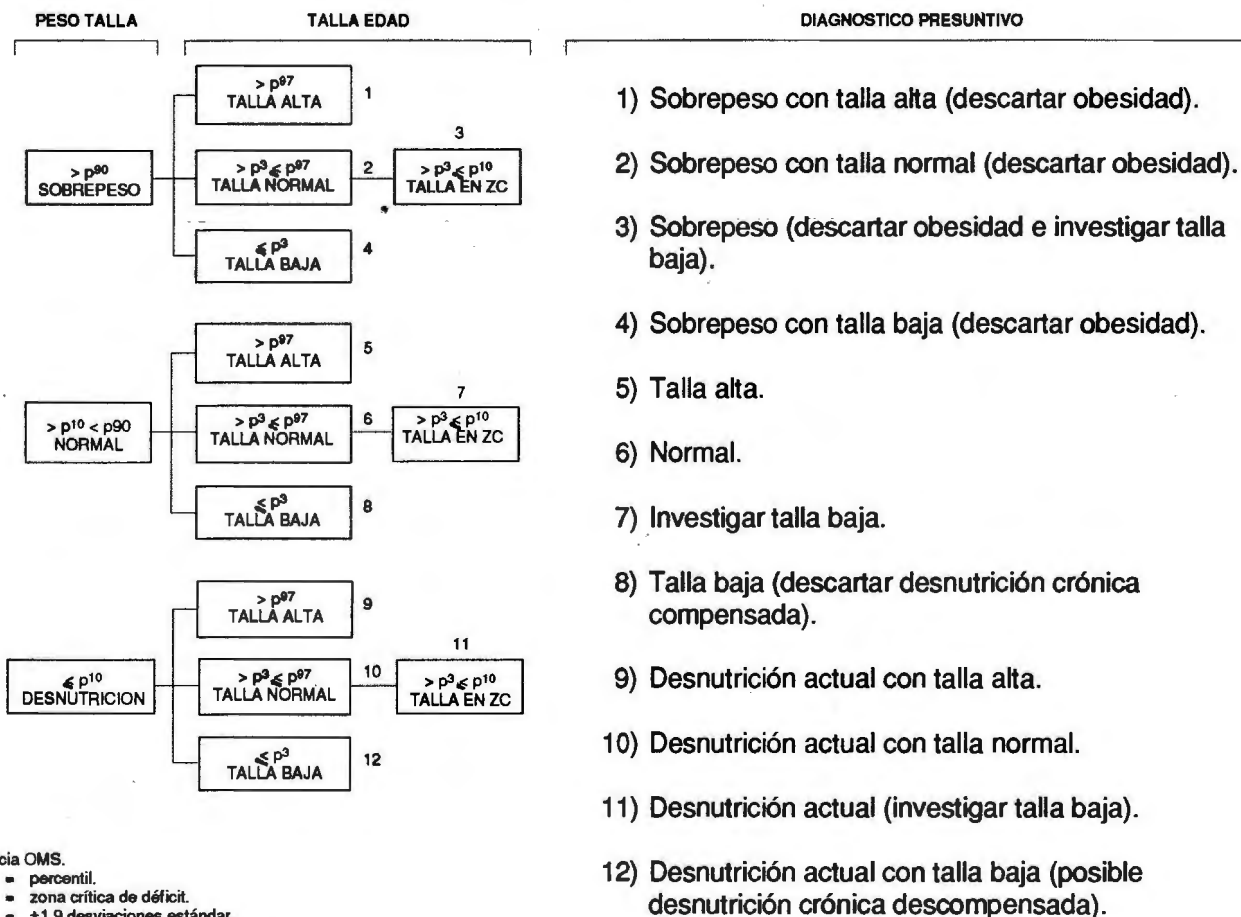 PESO TALLA
TALLA EDAD
DIAGNOSTICO PRESUNTIVO
> p90
SOBREPESO
> p97
TALLA ALTA
1
> p3 ⩽ p97
TALLA NORMAL
2
3
> p3 ⩽ p10
TALLA EN ZC
⩽ p3
TALLA BAJA
4
> p10 < p90
NORMAL
> p97
TALLA ALTA
5
> p3 ⩽ p97
TALLA NORMAL
6
7
> p3 ⩽ p10
TALLA EN ZC
⩽ p3
TALLA BAJA
8
⩽ p10
DESNUTRICION
> p97
TALLA ALTA
9
> p3 ⩽ p97
TALLA NORMAL
10
11
> p3 ⩽ p10
TALLA EN ZC
⩽ p3
TALLA BAJA
12
1) Sobrepeso con talla alta (descartar obesidad).
2) Sobrepeso con talla normal (descartar obesidad).
3) Sobrepeso (descartar obesidad e investigar talla
baja).
4) Sobrepeso con talla baja (descartar obesidad).
5) Talla alta.
6) Normal.
7) Investigar talla baja.
8) Talla baja (descartar desnutrición crónica
compensada).
9) Desnutrición actual con talla alta.
10) Desnutrición actual con talla normal.
11) Desnutrición actual (investigar talla baja).
12) Desnutrición actual con talla baja (posible
desnutrición crónica descompensada).
cia OMS.
= percentil.
= zona crítica de déficit.
= ±1.9 desviaciones estándar.